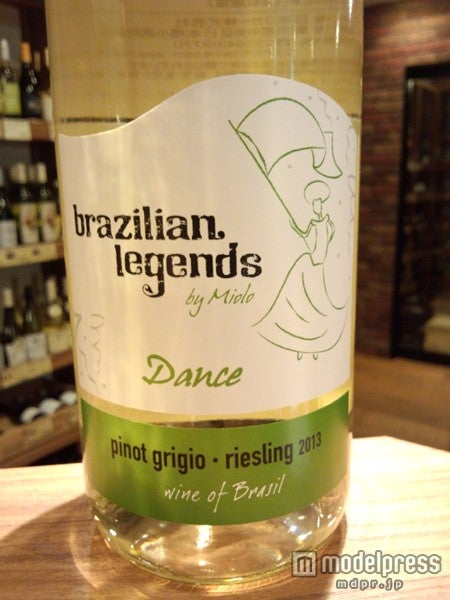 brazilian
legends
by Miolo
Dance
pinot grigio · riesling 2013
wine of Brasil
modelpress
mdpr.jp